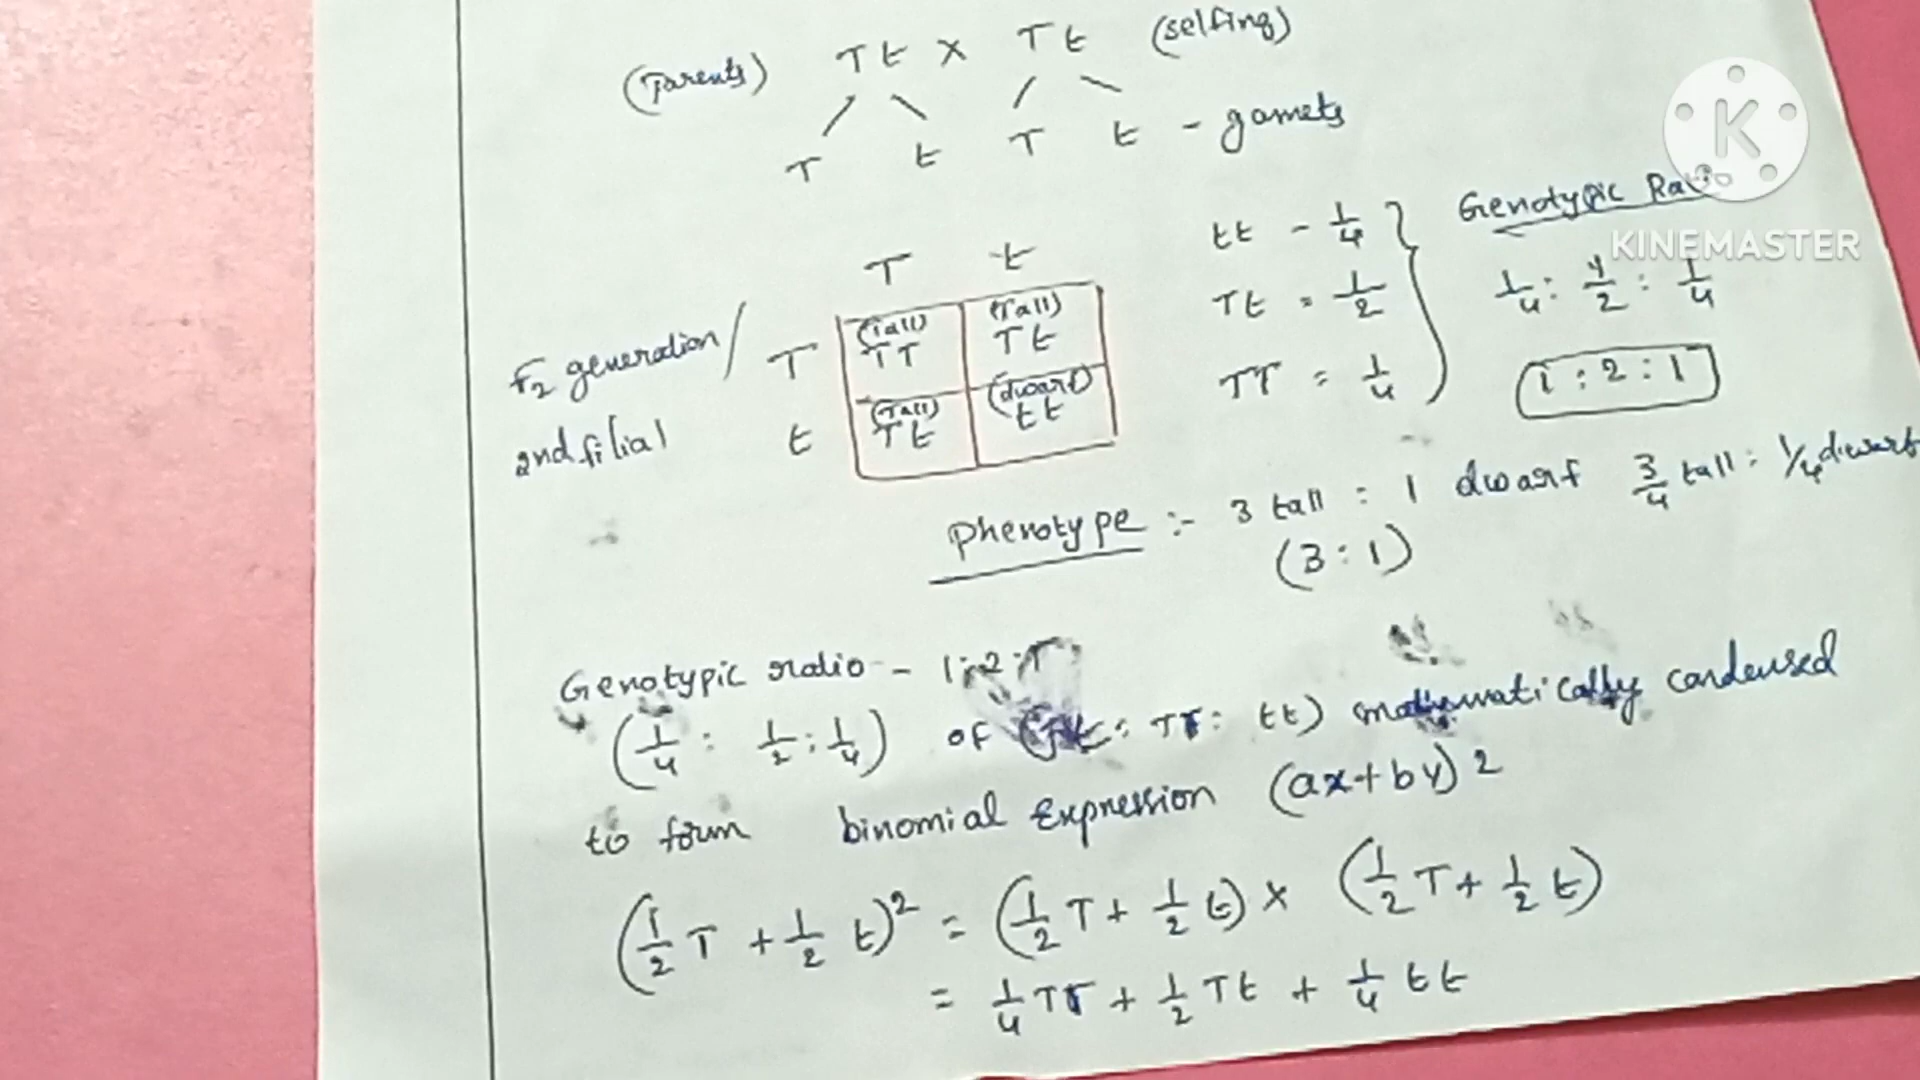 (Parents) Tt x Tt (selfing)
T t T t - gamets
T t
F2 generation/
2nd filial
T (Tall) TT (Tall) Tt
t (Tall) Tt (dwarf) tt
tt - 1/4
Tt = 1/2
TT = 1/4
Genotypic
1/4 : 1/2 : 1/4
1 : 2 : 1
Phenotype :- 3 tall : 1 dwarf 3/4 tall : 1/4 dwarf
(3 : 1)
Genotypic ratio - 1:2:1
(1/4 : 1/2 : 1/4) of : TT : tt) mathematically condensed
to form binomial Expression (ax+by)2
(1/2 T + 1/2 t)² = (1/2 T + 1/2 t) x (1/2 T + 1/2 t)
= 1/4 TT + 1/2 Tt + 1/4 tt
K
KINEMASTER